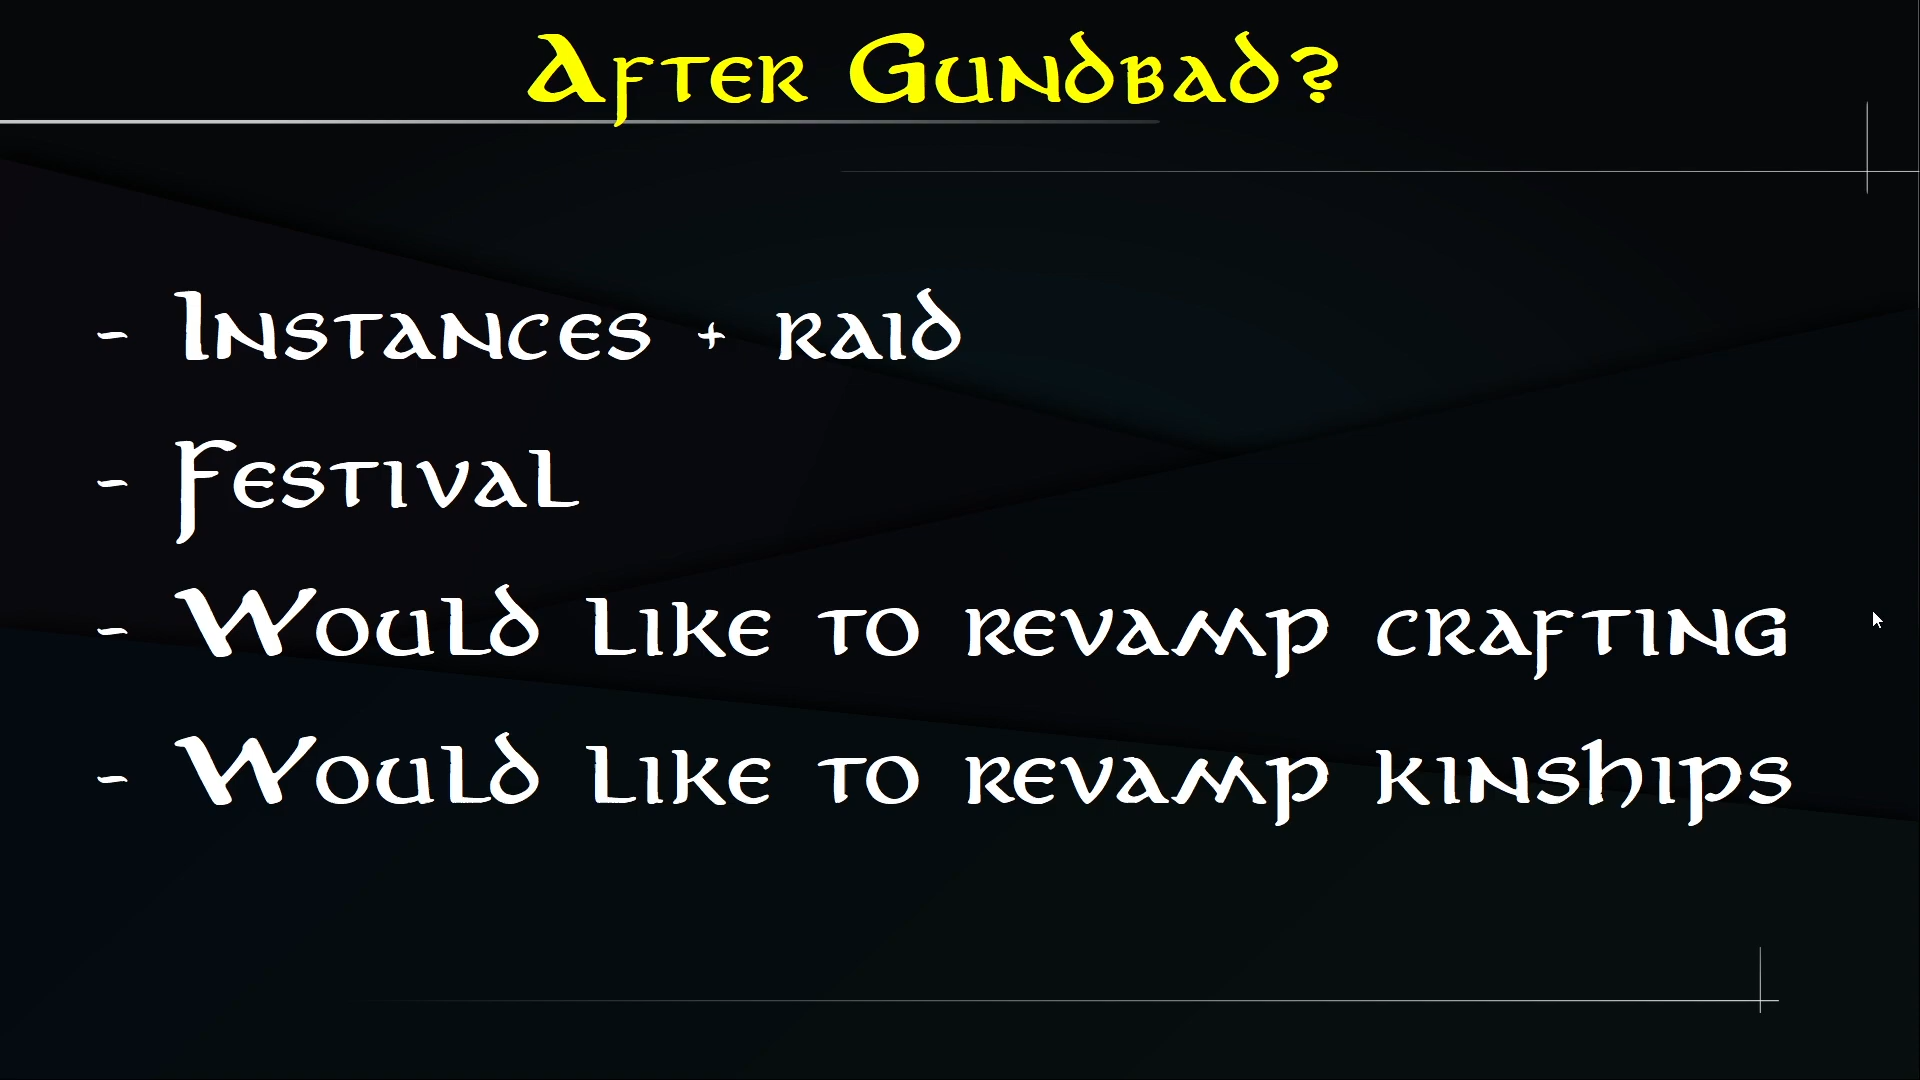 After Gundbad?
- Instances + raid
- Festival
- Would like to revamp crafting
- Would like to revamp kinships